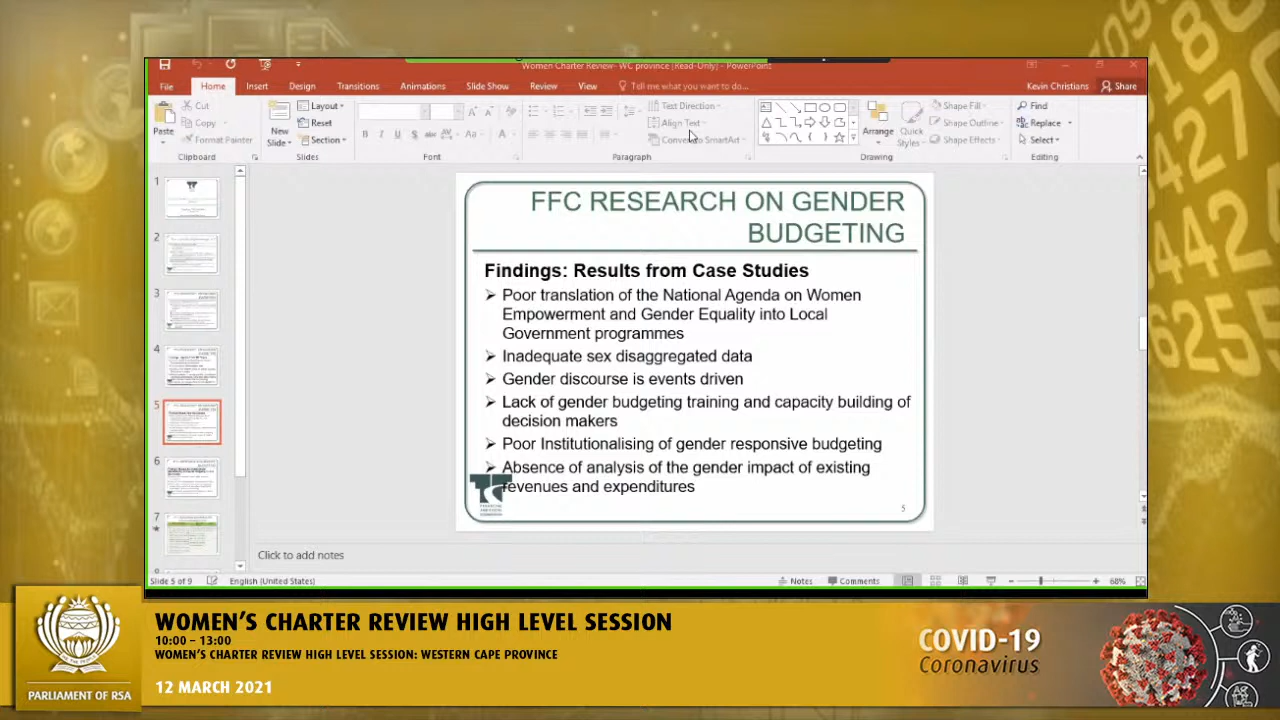 Women Charter Review- WC province [Read-Only] - PowerPoint
File Home Insert Design Transitions Animations Slide Show Review View Tell me what you want to do... Kevin Christians Share
Cut
Copy
Format Painter
Paste
Clipboard
New
Slide
Layout
Reset
Section
Slides
Font
Text Direction
Align Text
Convert to SmartArt
Paragraph
Arrange
Quick
Styles
Shape Fill
Shape Outline
Shape Effects
Drawing
Find
Replace
Select
Editing
1
2
3
4
5
6
7
FFC RESEARCH ON GENDER
BUDGETING
Findings: Results from Case Studies
Poor translation of the National Agenda on Women
Empowerment and Gender Equality into Local
Government programmes
Inadequate sex disaggregated data
Gender discourse is events driven
Lack of gender budgeting training and capacity building of
decision makers
Poor Institutionalising of gender responsive budgeting
Absence of analysis of the gender impact of existing
revenues and expenditures
5
Click to add notes
Slide 5 of 9 English (United States) Notes Comments 68%
WOMEN'S CHARTER REVIEW HIGH LEVEL SESSION
10:00 – 13:00
WOMEN'S CHARTER REVIEW HIGH LEVEL SESSION: WESTERN CAPE PROVINCE
12 MARCH 2021
PARLIAMENT OF RSA
COVID-19
Coronavirus